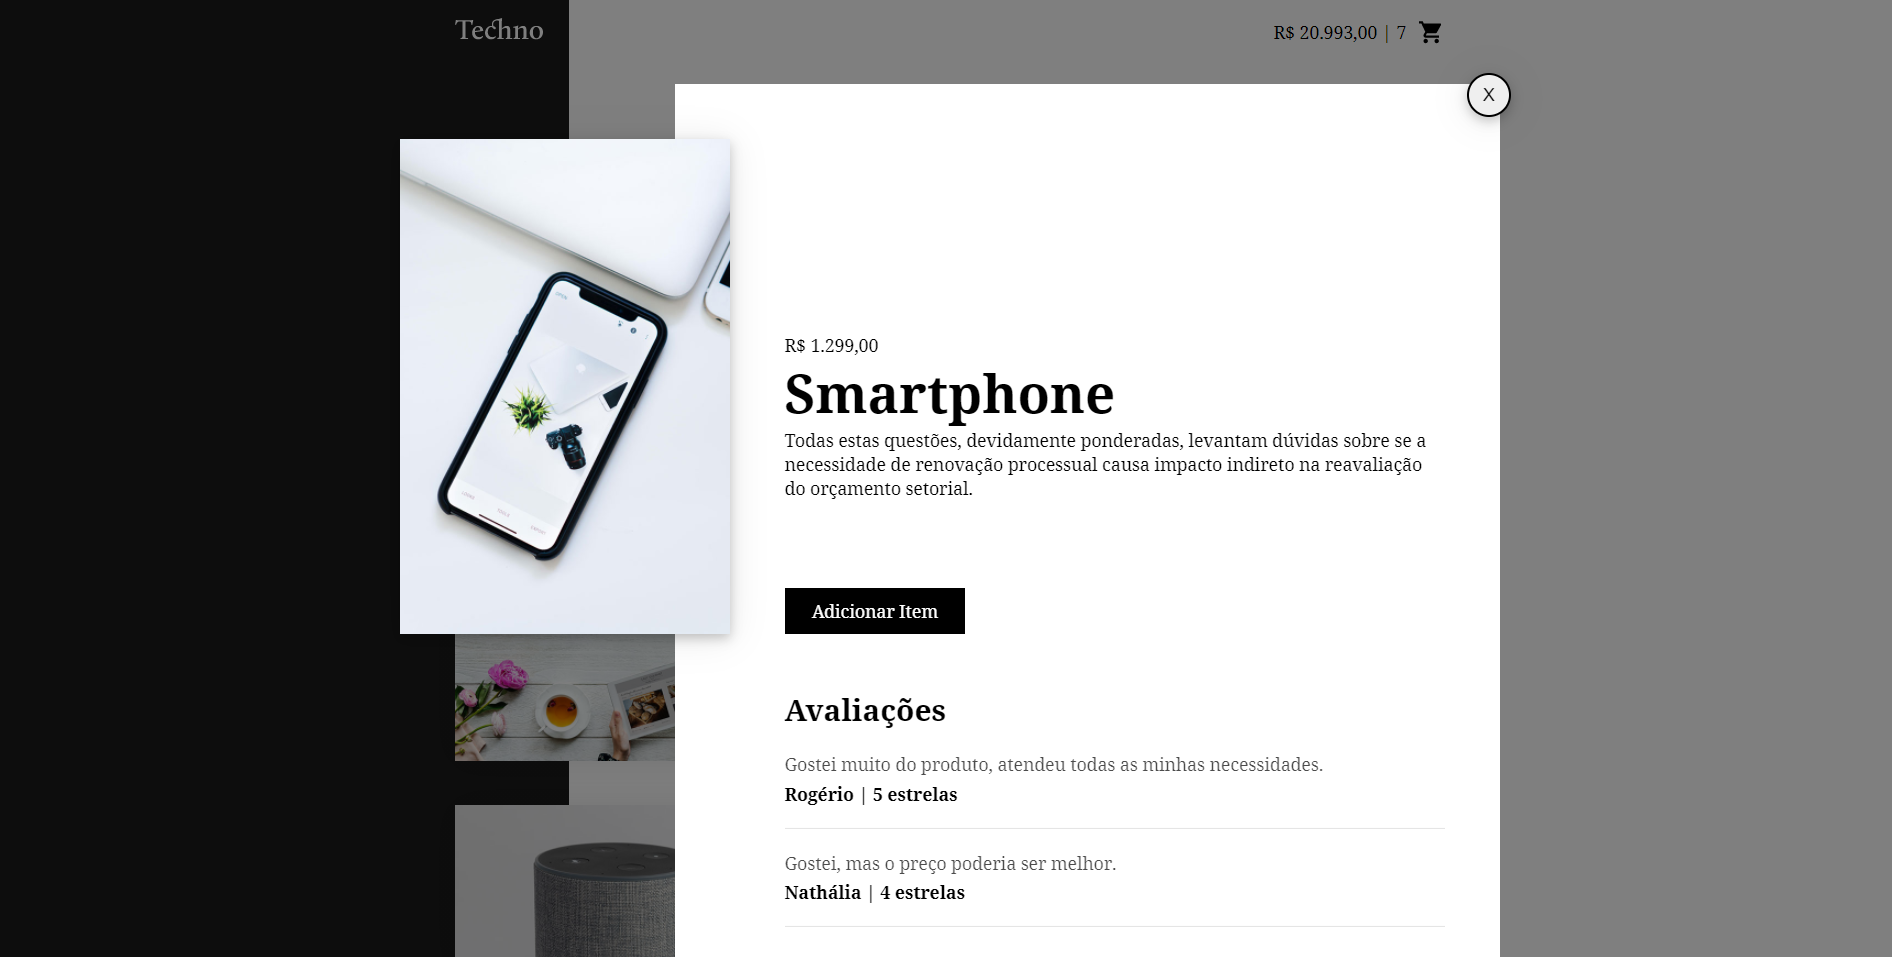 Techno
R$ 20.993,00 | 7
X
R$ 1.299,00
Smartphone
Todas estas questões, devidamente ponderadas, levantam dúvidas sobre se a
necessidade de renovação processual causa impacto indireto na reavaliação
do orçamento setorial.
Adicionar Item
Avaliações
Gostei muito do produto, atendeu todas as minhas necessidades.
Rogério | 5 estrelas
Gostei, mas o preço poderia ser melhor.
Nathália | 4 estrelas